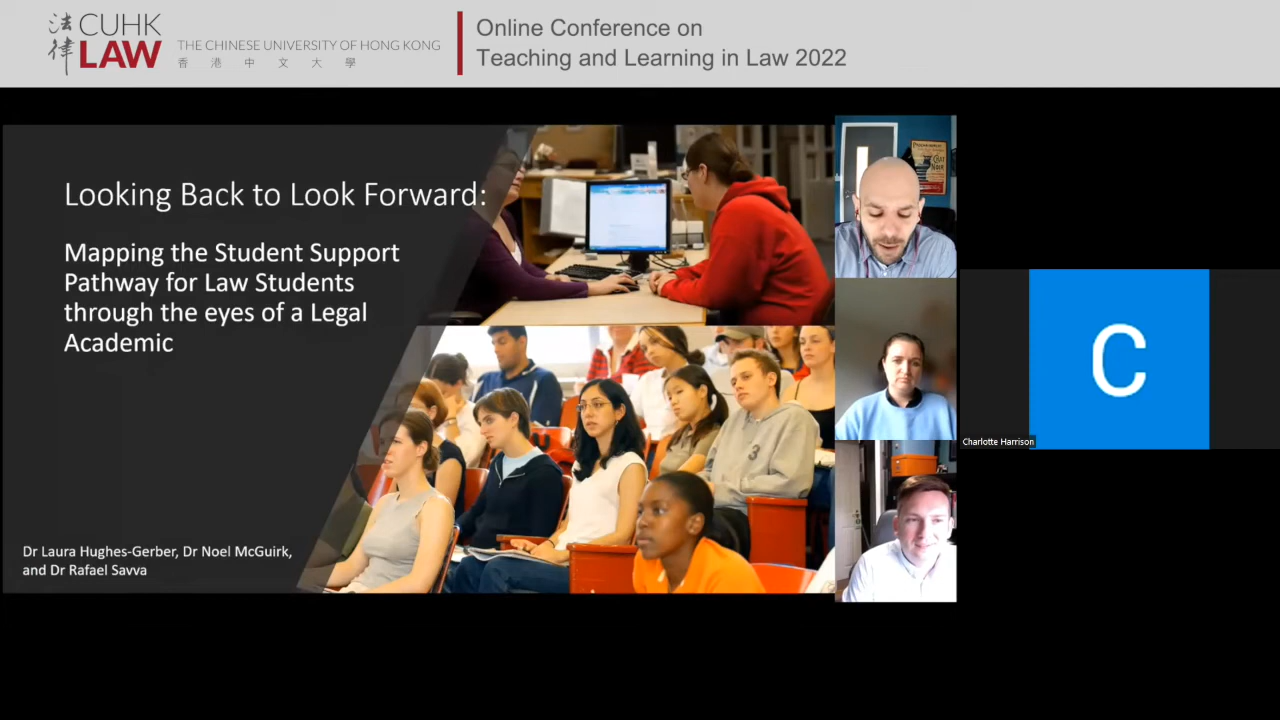 法律
CUHK
LAW
THE CHINESE UNIVERSITY OF HONG KONG
香港中文大學
Online Conference on
Teaching and Learning in Law 2022
Looking Back to Look Forward:
Mapping the Student Support
Pathway for Law Students
through the eyes of a Legal
Academic
Dr Laura Hughes-Gerber, Dr Noel McGuirk,
and Dr Rafael Savva
3
CHAT
NOIR
C
Charlotte Harrison